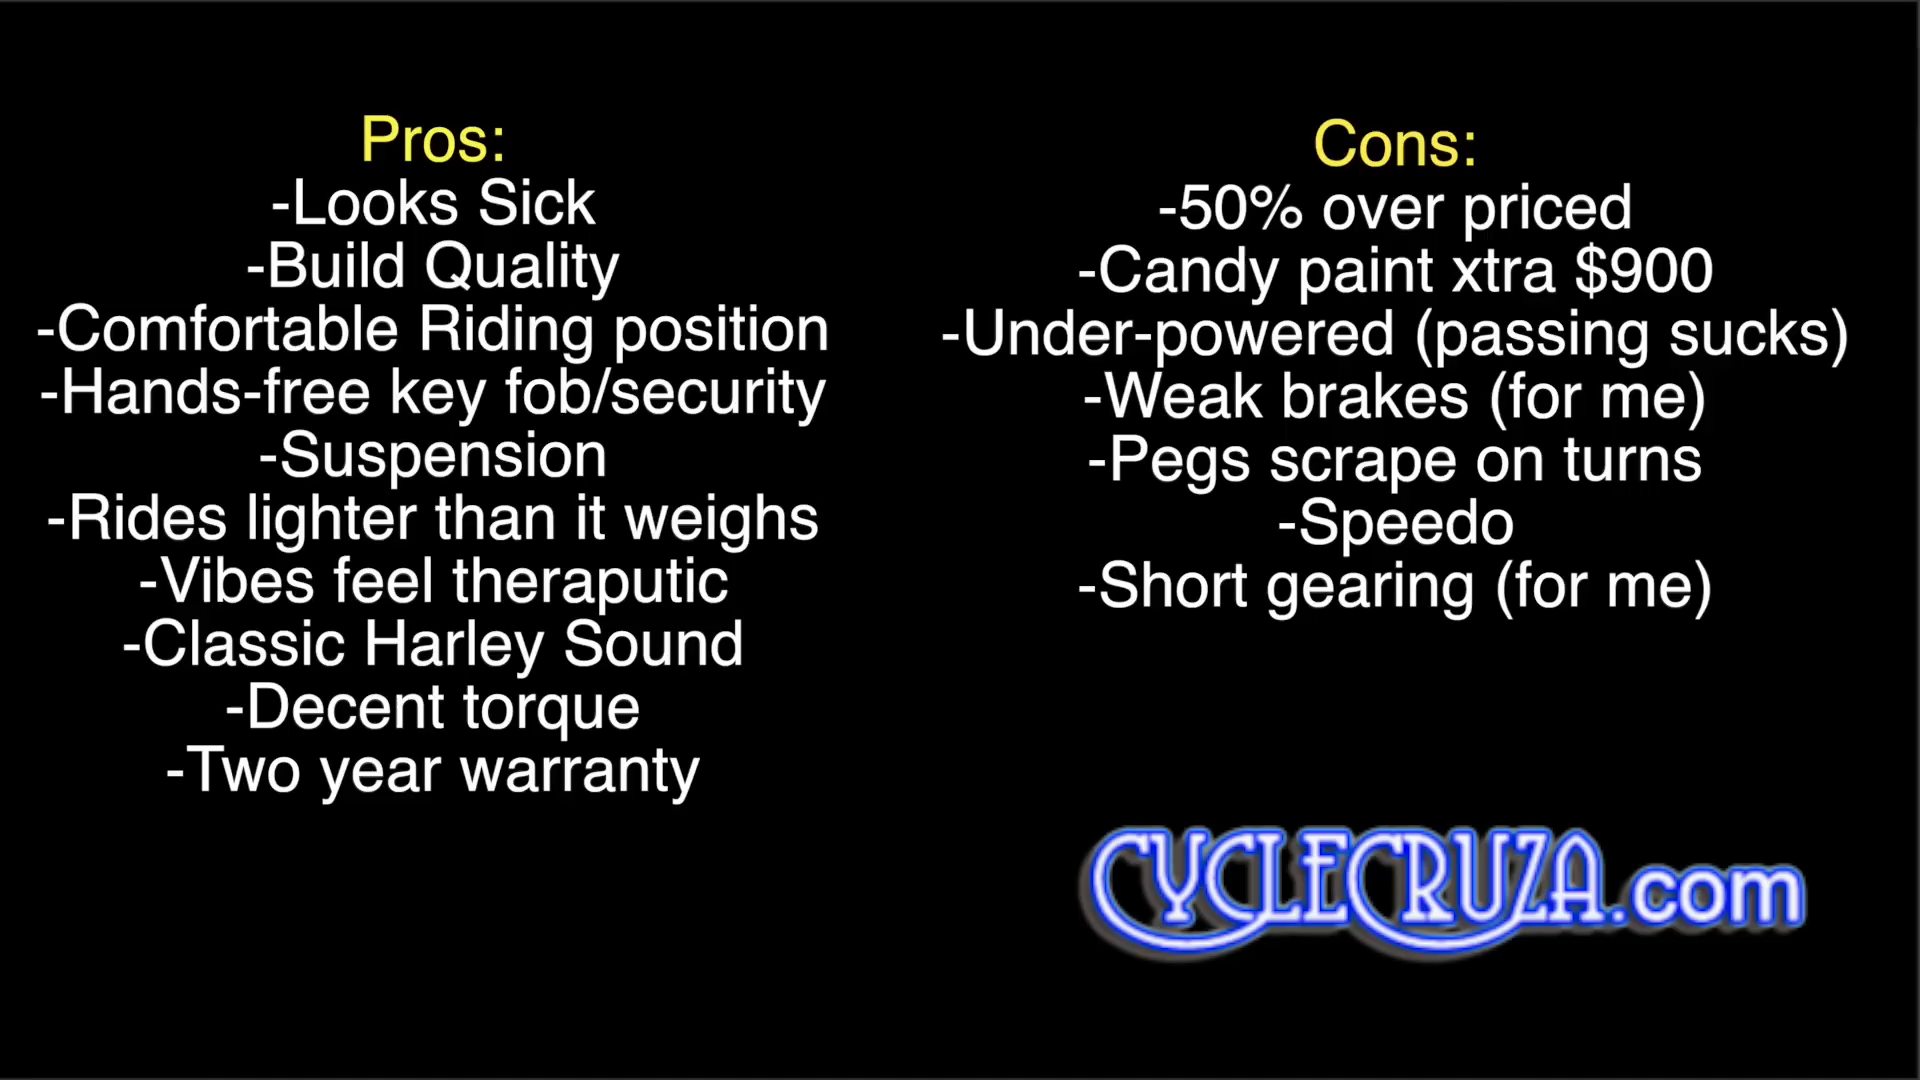 Pros:
-Looks Sick
-Build Quality
-Comfortable Riding position
-Hands-free key fob/security
-Suspension
-Rides lighter than it weighs
-Vibes feel theraputic
-Classic Harley Sound
-Decent torque
-Two year warranty
Cons:
-50% over priced
-Candy paint xtra $900
-Under-powered (passing sucks)
-Weak brakes (for me)
-Pegs scrape on turns
-Speedo
-Short gearing (for me)
CYCLECRUZA.com